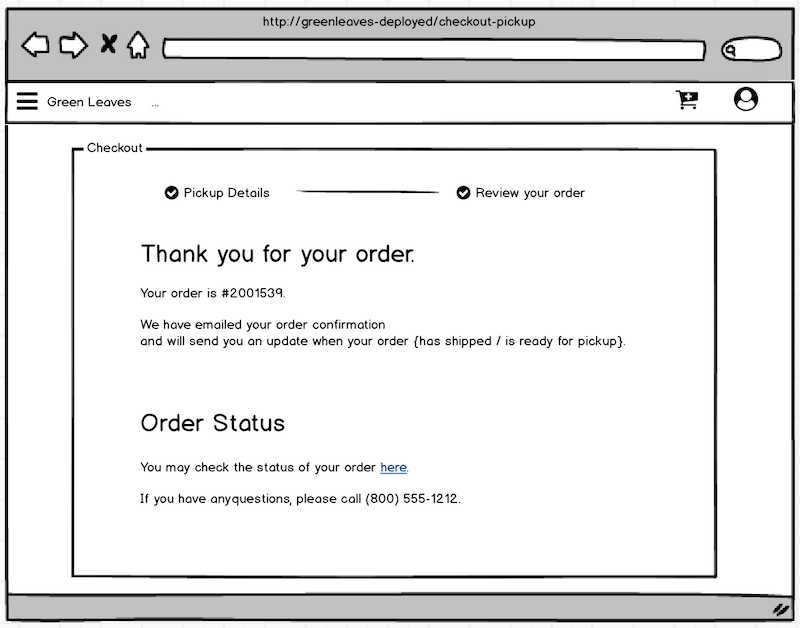 http://greenleaves-deployed/checkout-pickup
Green Leaves ...
Checkout
Pickup Details
Review your order
Thank you for your order.
Your order is #2001539.
We have emailed your order confirmation
and will send you an update when your order {has shipped / is ready for pickup}.
Order Status
You may check the status of your order here.
If you have anyquestions, please call (800) 555-1212.